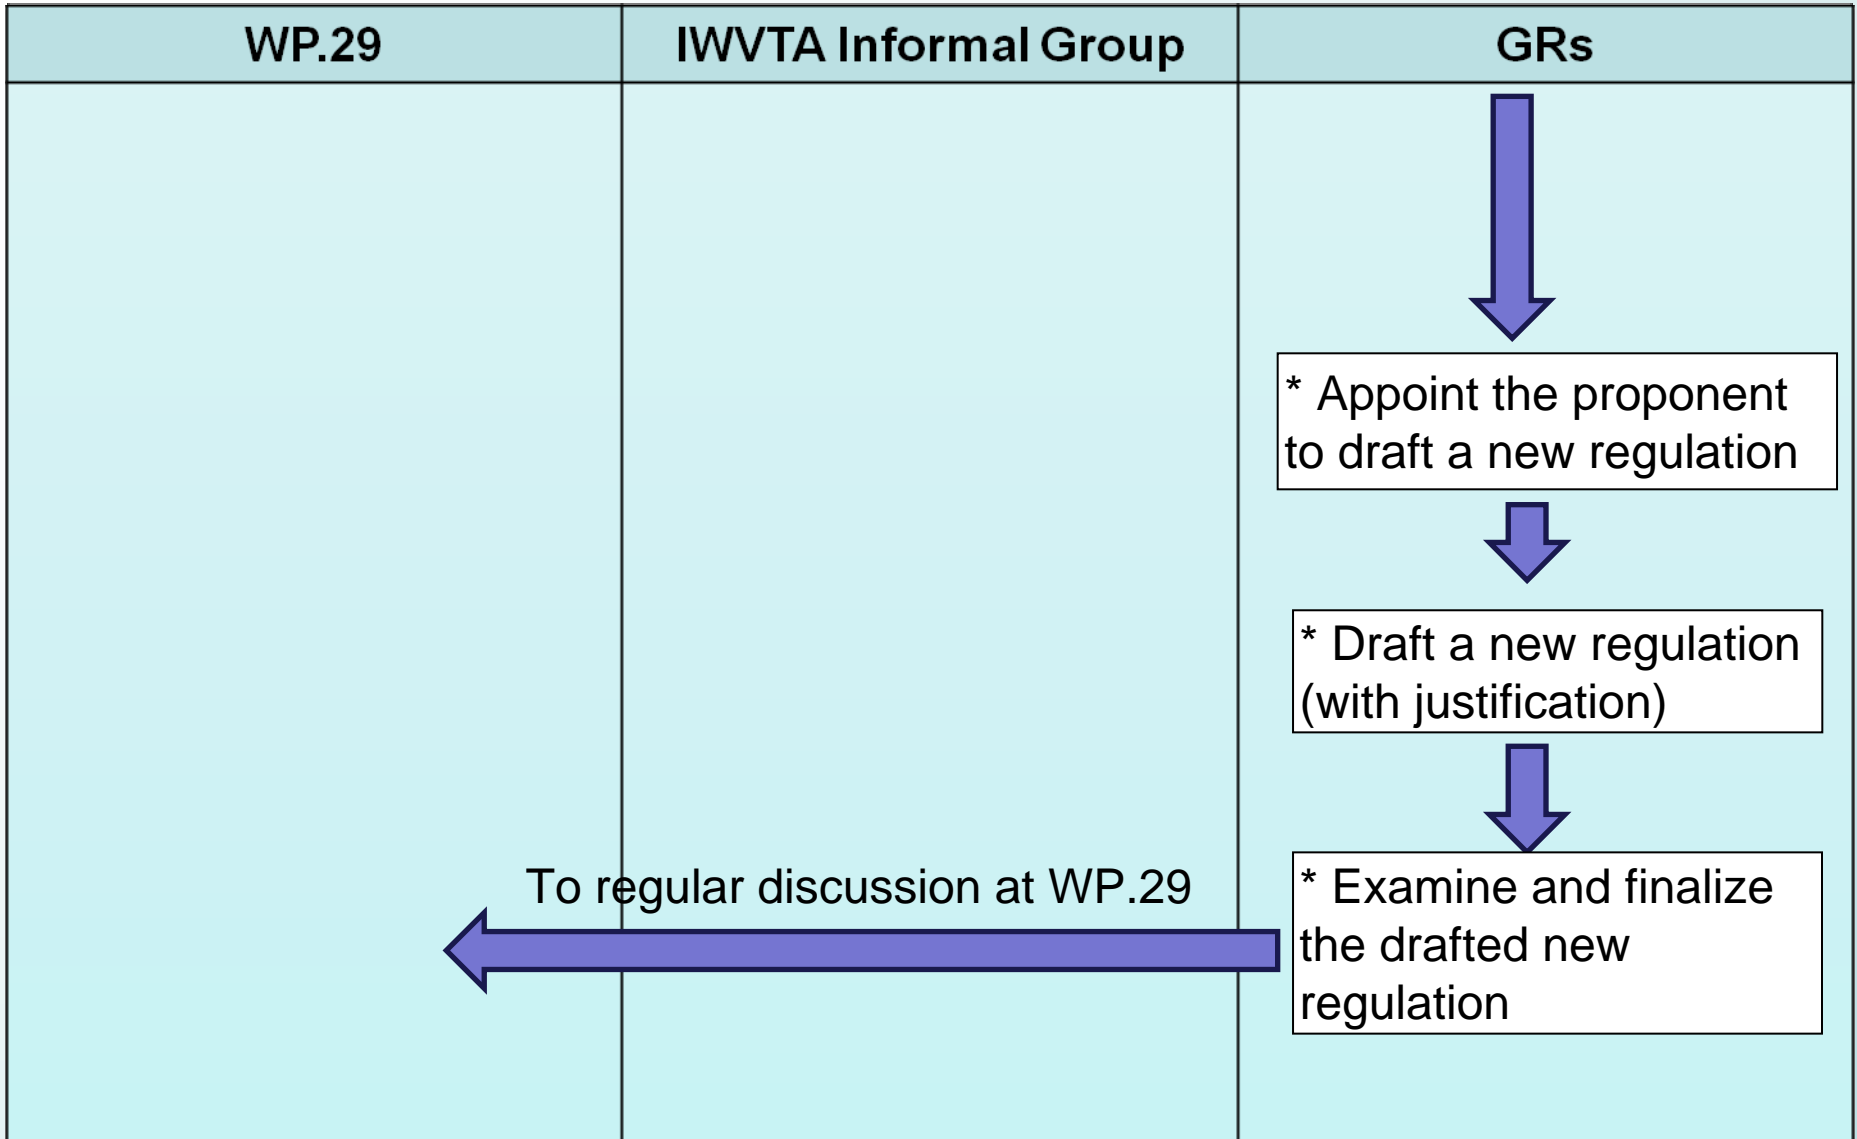 WP.29
IWVTA Informal Group
GRs
* Appoint the proponent
to draft a new regulation
* Draft a new regulation
(with justification)
To regular discussion at WP.29
* Examine and finalize
the drafted new
regulation